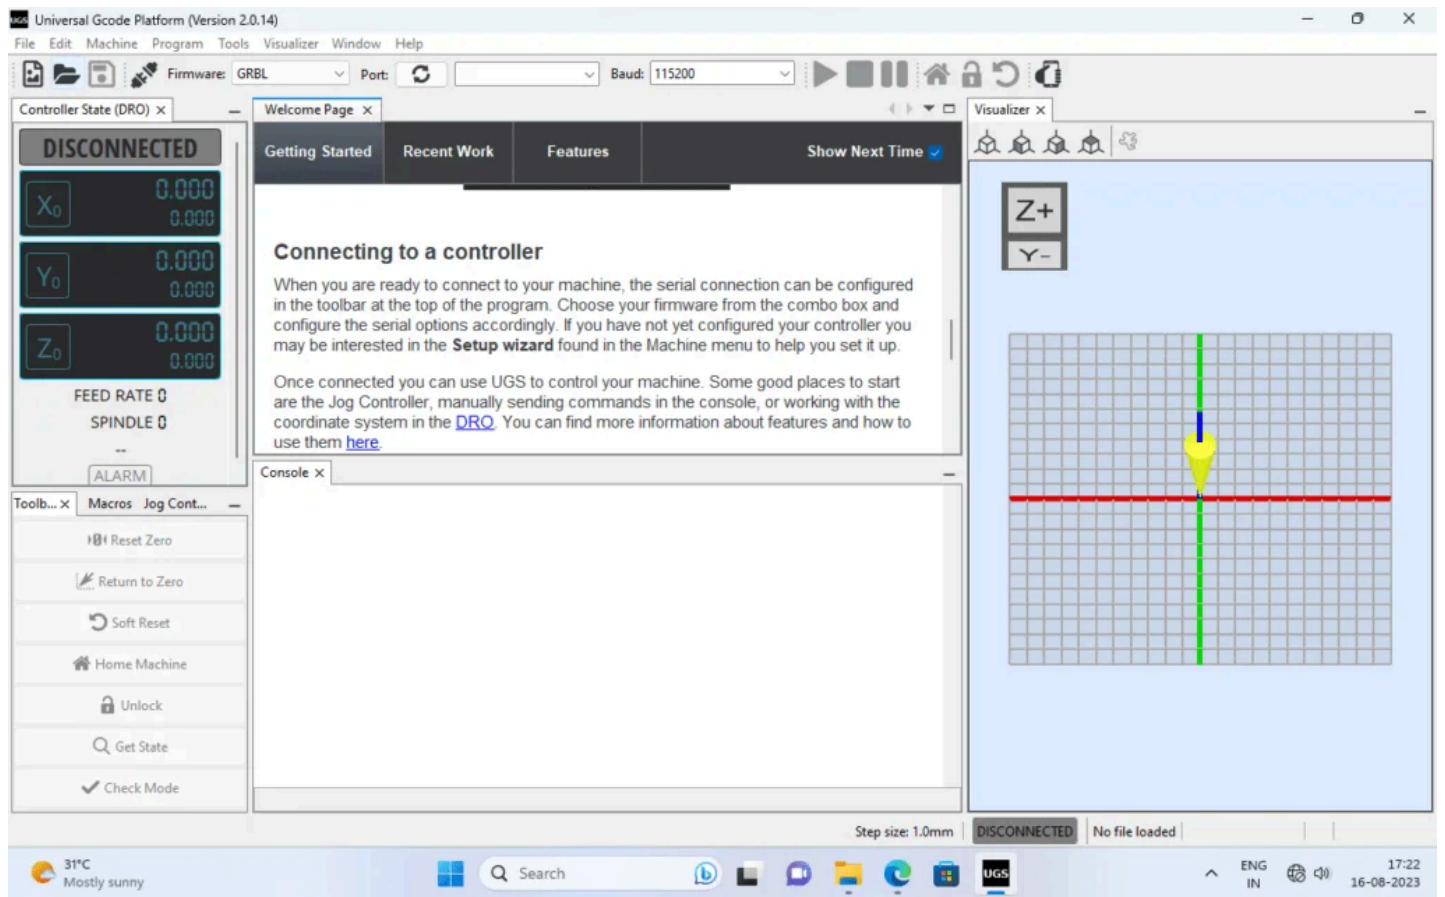 UGS Universal Gcode Platform (Version 2.0.14)
File Edit Machine Program Tools Visualizer Window Help
Firmware: GRBL Port: Baud: 115200
Controller State (DRO)
DISCONNECTED
X0 0.000
0.000
Y0 0.000
0.000
Z0 0.000
0.000
FEED RATE 0
SPINDLE 0
--
ALARM
Toolb... Macros Jog Cont...
Reset Zero
Return to Zero
Soft Reset
Home Machine
Unlock
Get State
Check Mode
Welcome Page
Getting Started Recent Work Features Show Next Time
Connecting to a controller
When you are ready to connect to your machine, the serial connection can be configured
in the toolbar at the top of the program. Choose your firmware from the combo box and
configure the serial options accordingly. If you have not yet configured your controller you
may be interested in the Setup wizard found in the Machine menu to help you set it up.
Once connected you can use UGS to control your machine. Some good places to start
are the Jog Controller, manually sending commands in the console, or working with the
coordinate system in the DRO. You can find more information about features and how to
use them here.
Console
Visualizer
Z+
Y-
Step size: 1.0mm DISCONNECTED No file loaded
31°C
Mostly sunny
Search
UGS
ENG
IN
17:22
16-08-2023